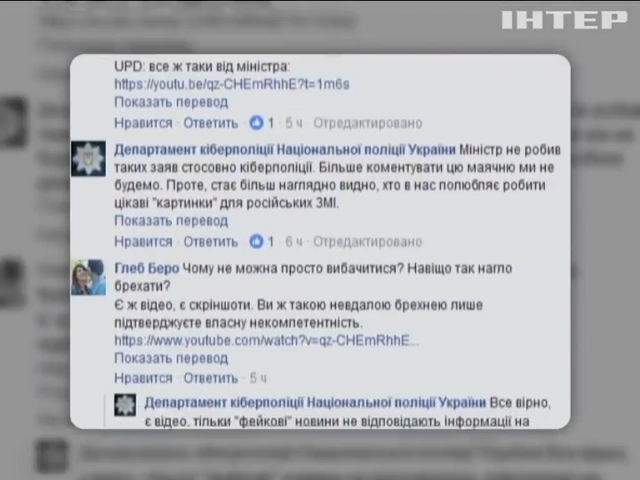 ІНТЕР
UPD: все ж таки від міністра:
https://youtu.be/qz-CHEmRhhE?t=1m6s
Показать перевод
Нравится · Ответить · 1 · 5 ч · Отредактировано
Департамент кіберполіції Національної поліції України Міністр не робив
таких заяв стосовно кіберполіції. Більше коментувати цю маячню ми не
будемо. Проте, стає більш наглядно видно, хто в нас полюбляє робити
цікаві "картинки" для російських ЗМІ.
Показать перевод
Нравится · Ответить · 1 · 6 ч · Отредактировано
Глеб Беро Чому не можна просто вибачитися? Навіщо так нагло
брехати?
Є ж відео, є скріншоти. Ви ж такою невдалою брехнею лише
підтверджуєте власну некомпетентність.
https://www.youtube.com/watch?v=qz-CHEmRhhE...
Показать перевод
Нравится · Ответить · 5 ч
Департамент кіберполіції Національної поліції України Все вірно,
є відео, тільки "фейкові" новини не відповідають інформації на